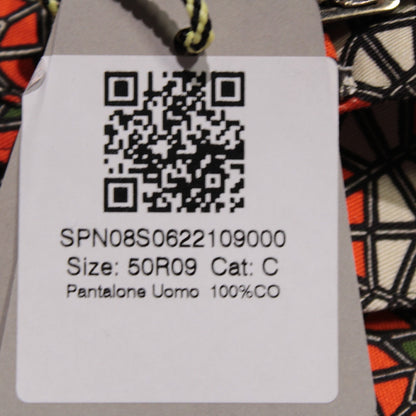 SPN08S0622109000
Size: 50R09 Cat: C
Pantalone Uomo 100%CO